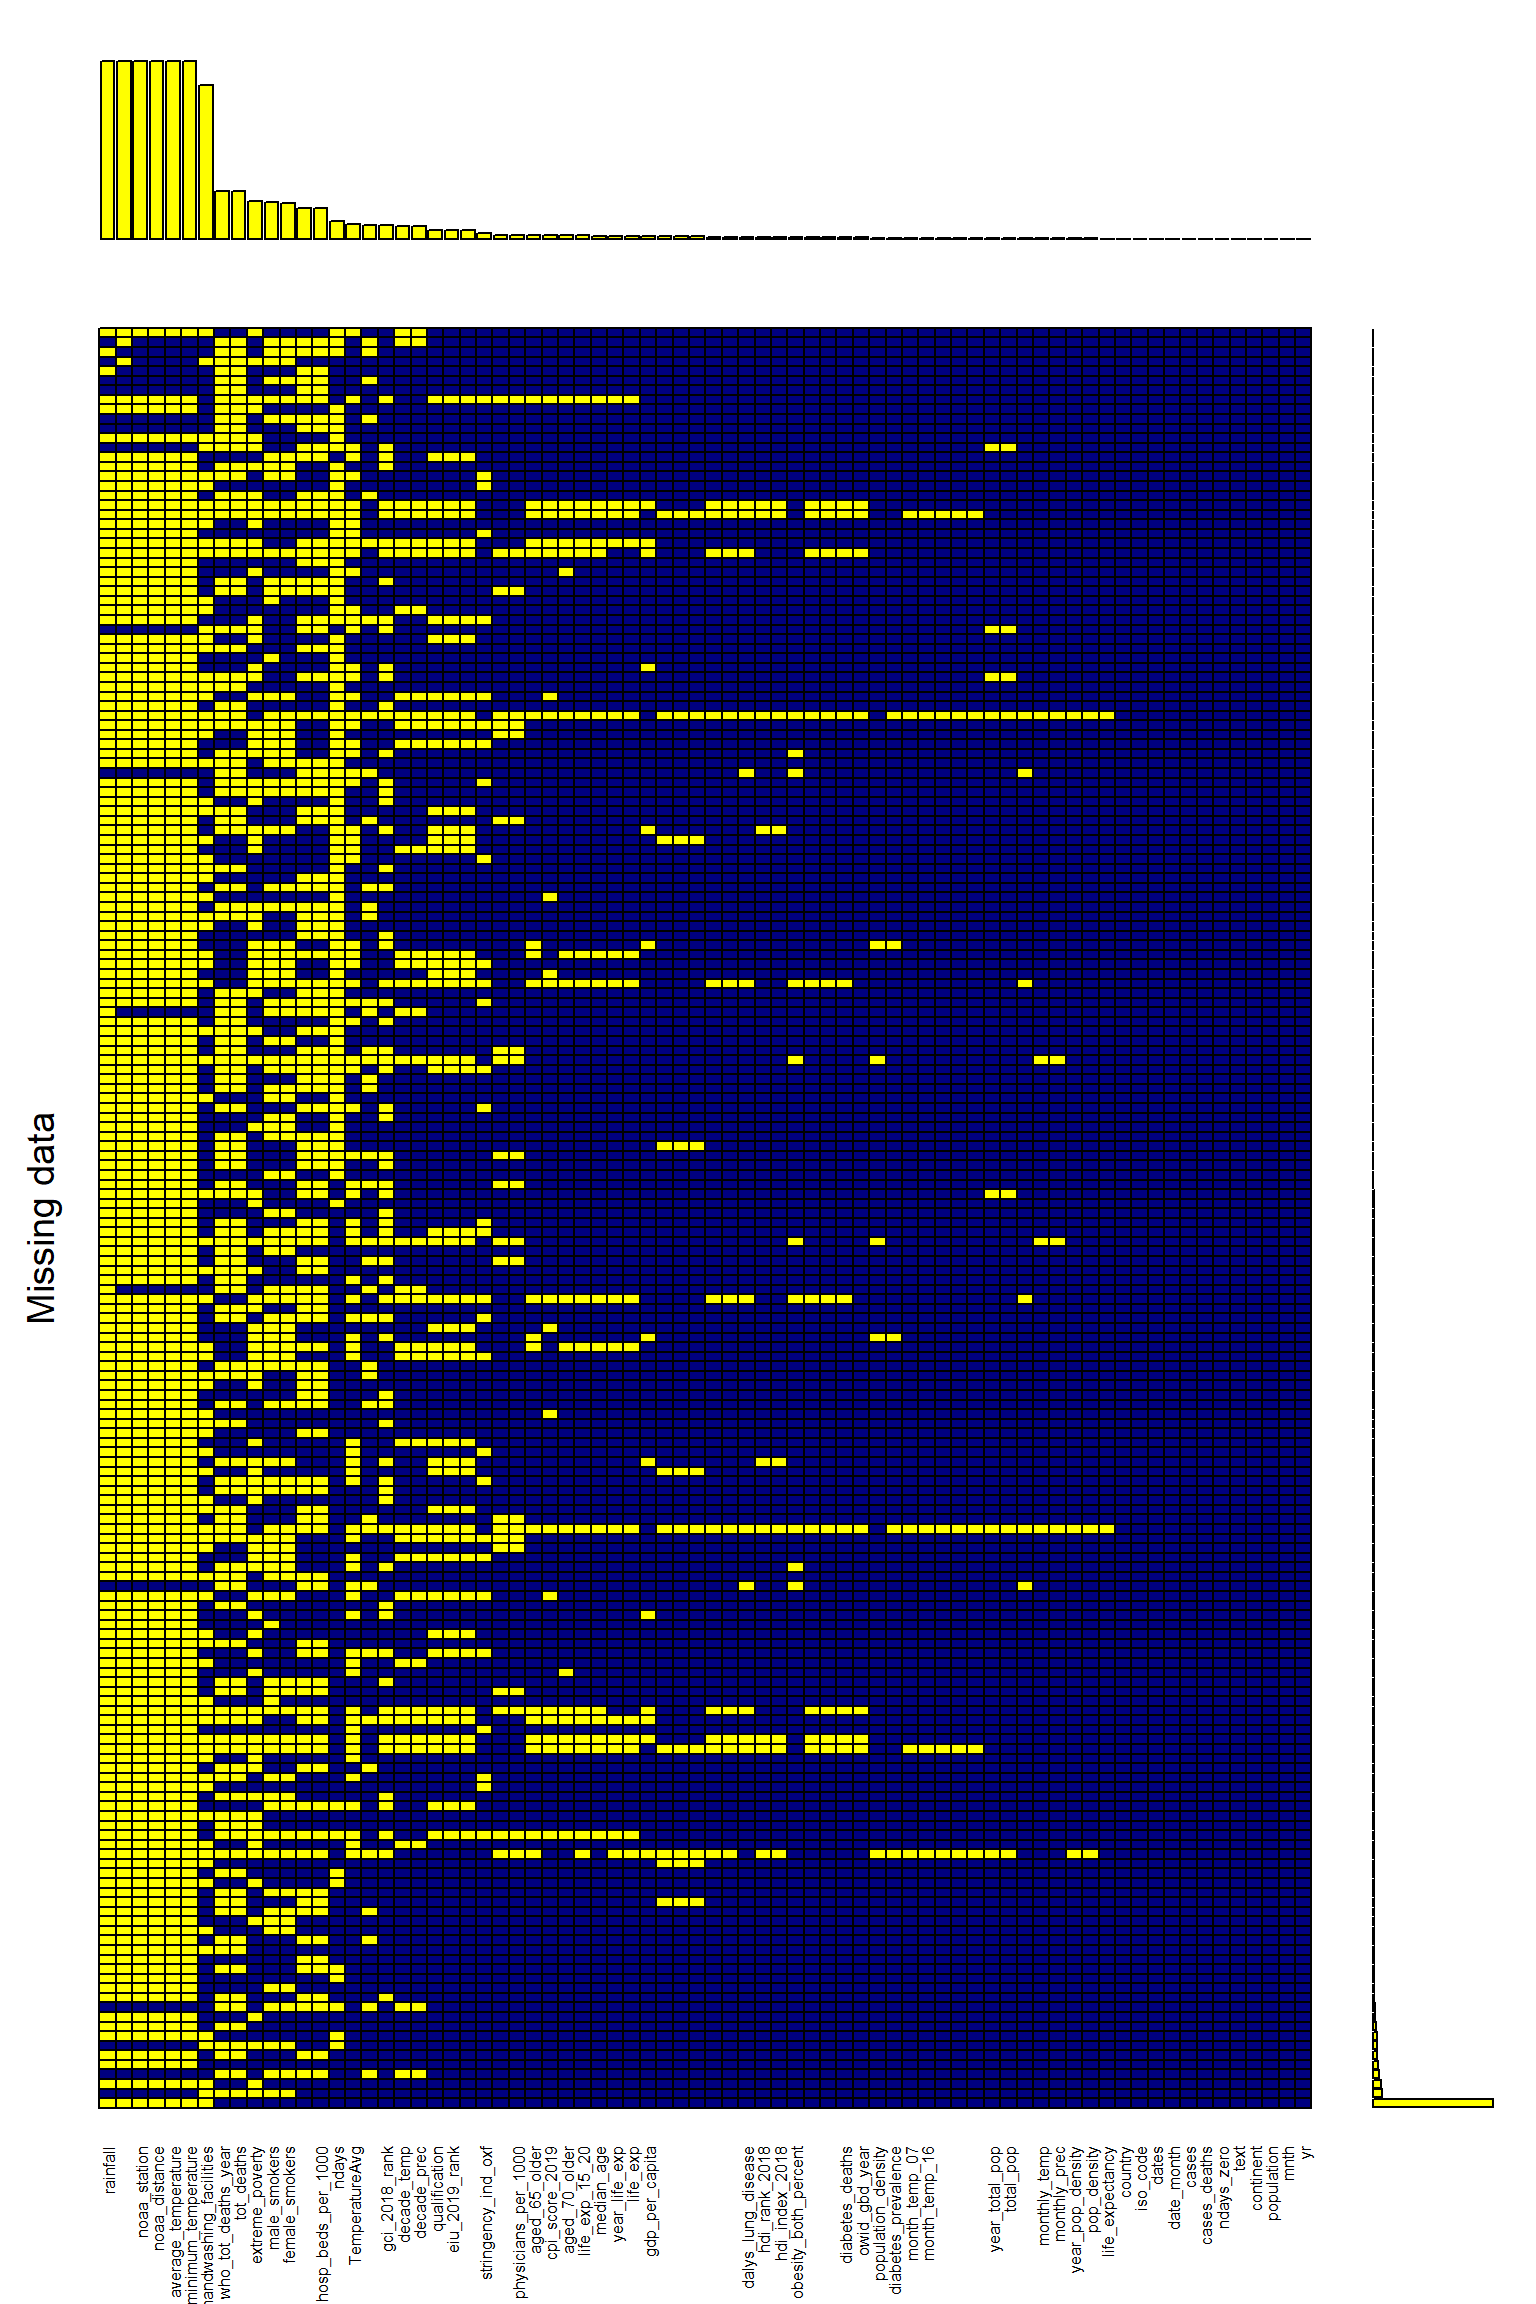 Missing data
rainfall
noaa_station
noaa_distance
average_temperature
minimum_temperature
handwashing_facilities
who_tot_deaths_year
tot_deaths
extreme_poverty
male_smokers
female_smokers
hosp_beds_per_1000
ndays
TemperatureAvg
gci_2018_rank
decade_temp
decade_prec
qualification
eiu_2019_rank
stringency_ind_oxf
physicians_per_1000
aged_65_older
cpi_score_2019
aged_70_older
life_exp_15_20
median_age
year_life_exp
life_exp
gdp_per_capita
dalys_lung_disease
hdi_rank_2018
hdi_index_2018
obesity_both_percent
diabetes_deaths
owid_gbd_year
population_density
diabetes_prevalence
month_temp_07
month_temp_16
year_total_pop
total_pop
monthly_temp
monthly_prec
year_pop_density
pop_density
life_expectancy
country
iso_code
dates
date_month
cases
cases_deaths
ndays_zero
text
continent
population
mnth
yr